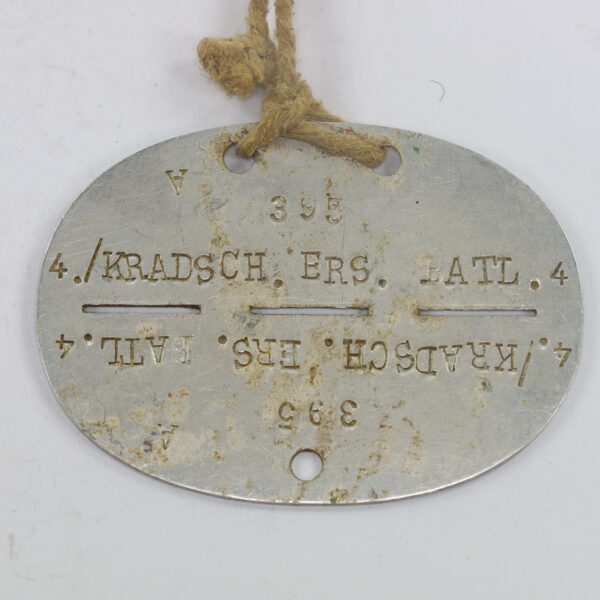 A
395
4./KRADSCH. ERS. BATL.4
4./KRADSCH. ERS. BATL.4
395
A